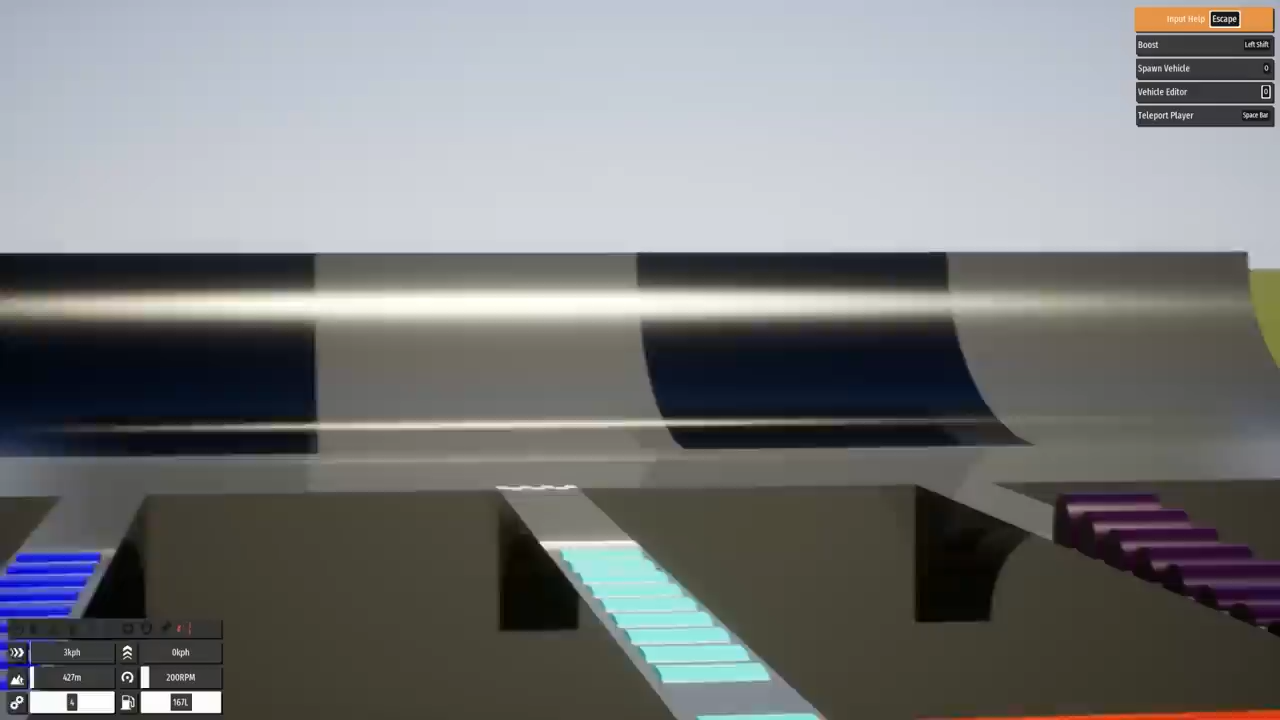 Input Help Escape
Boost Left Shift
Spawn Vehicle 0
Vehicle Editor 0
Teleport Player Space Bar
3kph 0kph
427m 200RPM
4 167L